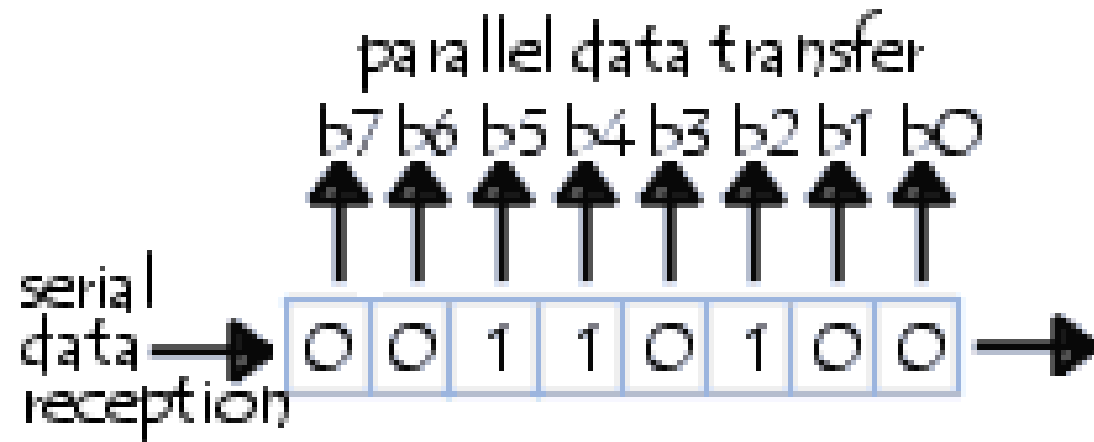 parallel data transfer
b7 b6 b5 b4 b3 b2 b1 b0
serial
data
reception
0 0 1 1 0 1 0 0